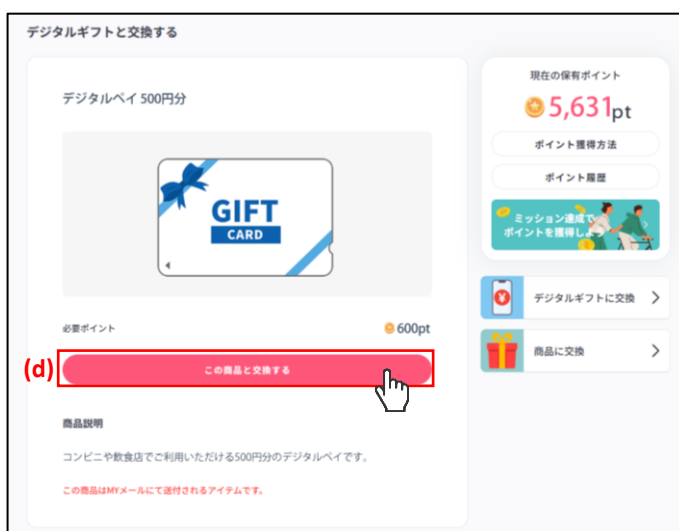 デジタルギフトと交換する
デジタルペイ 500円分
GIFT
CARD
必要ポイント
600pt
(d)
この商品と交換する
商品説明
コンビニや飲食店でご利用いただける500円分のデジタルペイです。
この商品はMYメールにて送付されるアイテムです。
現在の保有ポイント
5,631pt
ポイント獲得方法
ポイント履歴
ミッション達成で
ポイントを獲得しよう
デジタルギフトに交換
商品に交換